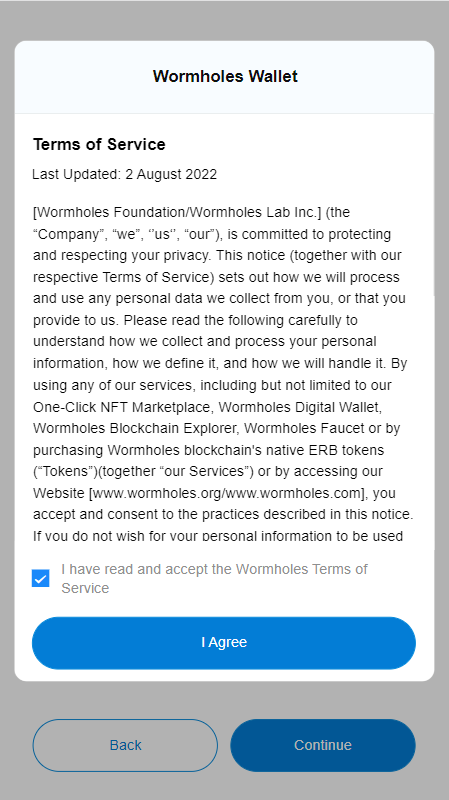 Wormholes Wallet
Terms of Service
Last Updated: 2 August 2022
[Wormholes Foundation/Wormholes Lab Inc.] (the
“Company”, “we”, ‘’us‘’, “our”), is committed to protecting
and respecting your privacy. This notice (together with our
respective Terms of Service) sets out how we will process
and use any personal data we collect from you, or that you
provide to us. Please read the following carefully to
understand how we collect and process your personal
information, how we define it, and how we will handle it. By
using any of our services, including but not limited to our
One-Click NFT Marketplace, Wormholes Digital Wallet,
Wormholes Blockchain Explorer, Wormholes Faucet or by
purchasing Wormholes blockchain's native ERB tokens
(“Tokens”)(together “our Services”) or by accessing our
Website [www.wormholes.org/www.wormholes.com], you
accept and consent to the practices described in this notice.
If you do not wish for your personal information to be used
I have read and accept the Wormholes Terms of
Service
I Agree
Back
Continue